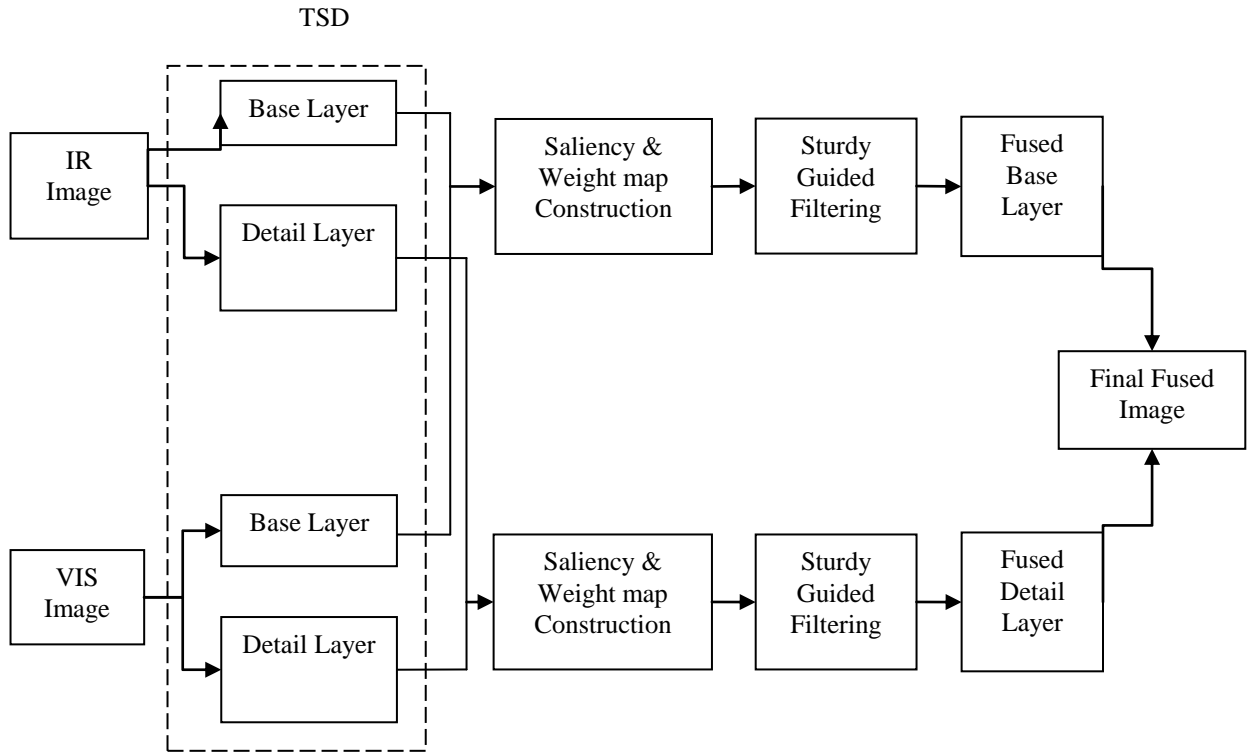 TSD
IR
Image
Base Layer
Detail Layer
Saliency &
Weight map
Construction
Sturdy
Guided
Filtering
Fused
Base
Layer
Final Fused
Image
VIS
Image
Base Layer
Detail Layer
Saliency &
Weight map
Construction
Sturdy
Guided
Filtering
Fused
Detail
Layer